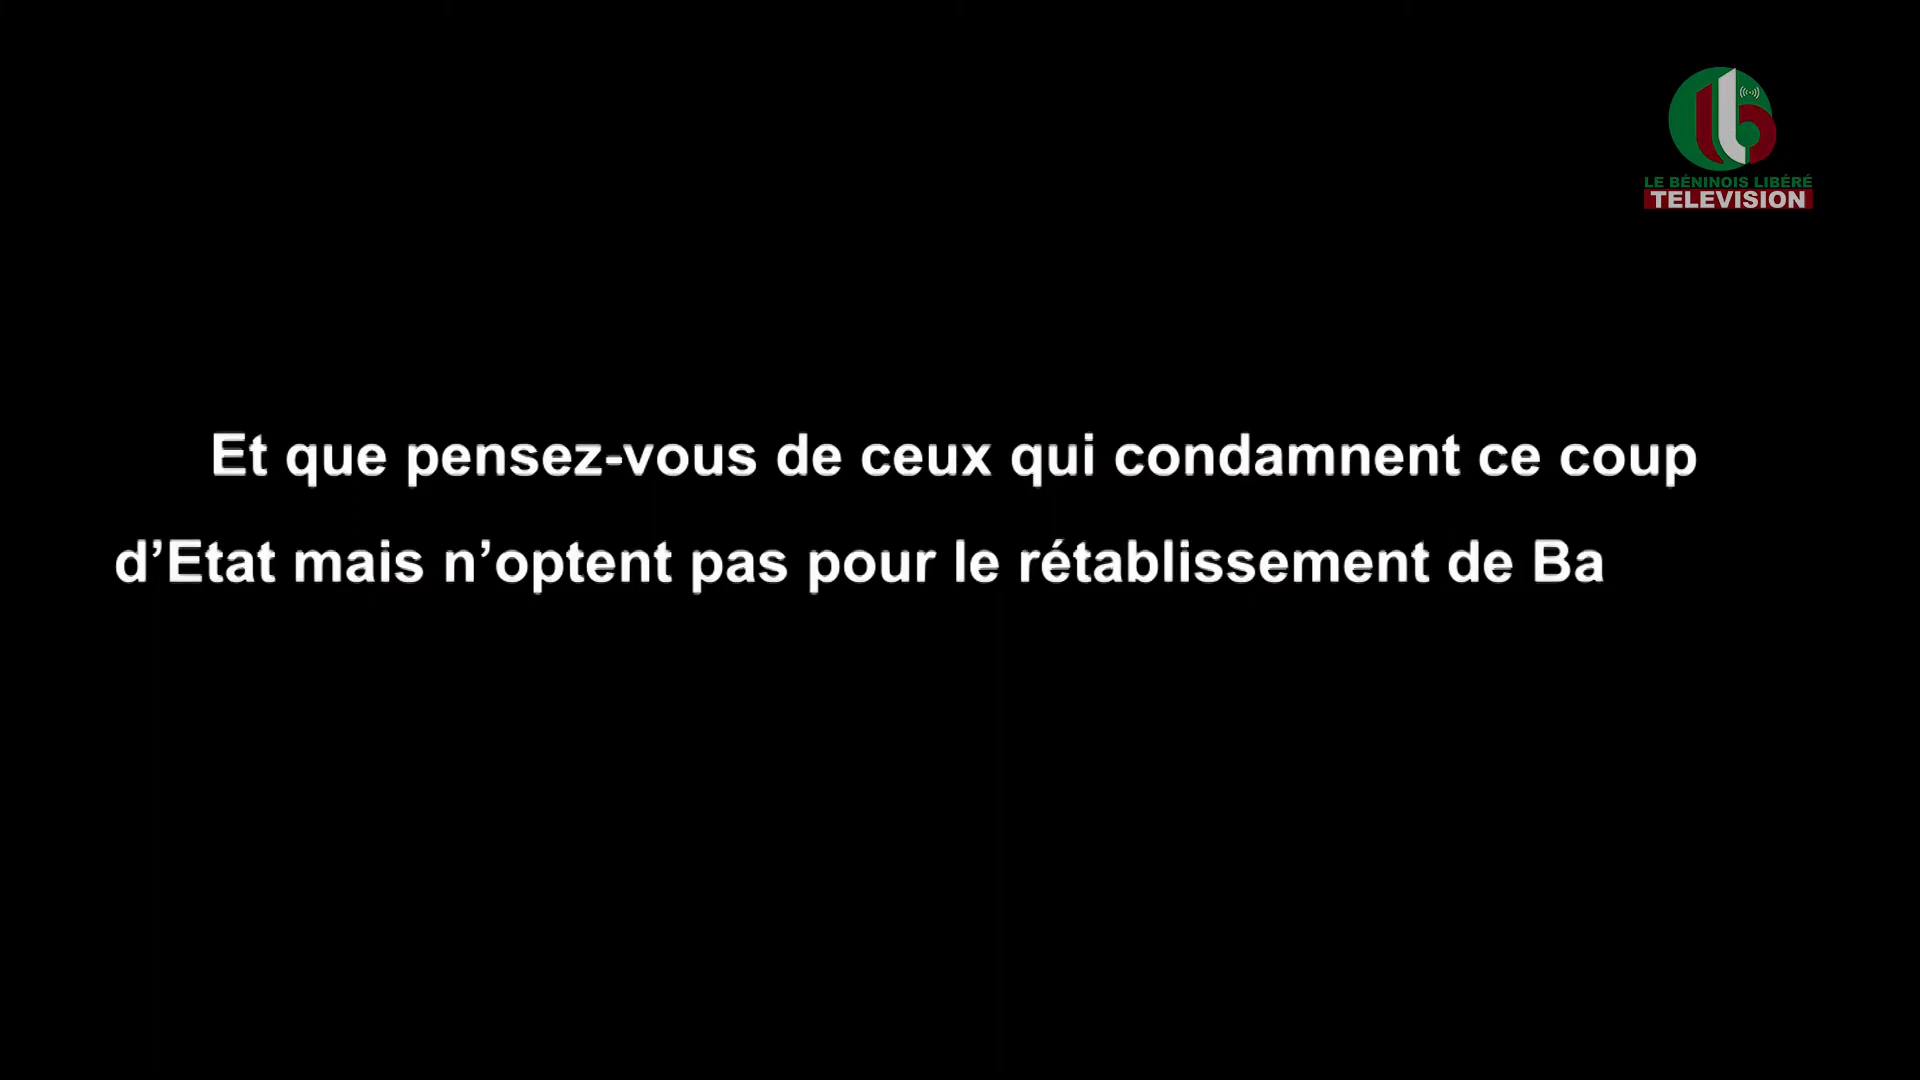 LE BÉNINOIS LIBÉRÉ
TELEVISION
Et que pensez-vous de ceux qui condamnent ce coup
d’Etat mais n’optent pas pour le rétablissement de Ba